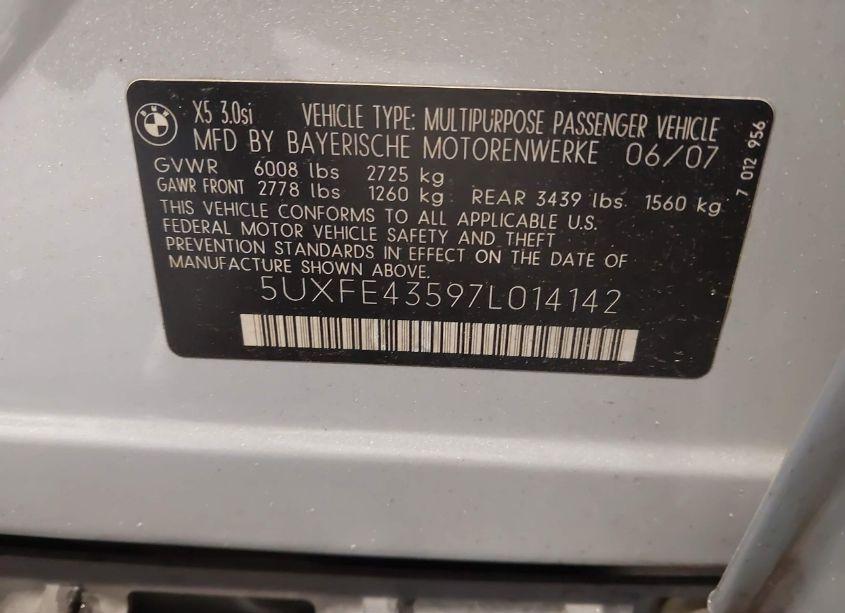 BMW
X5 3.0si VEHICLE TYPE: MULTIPURPOSE PASSENGER VEHICLE
MFD BY BAYERISCHE MOTORENWERKE 06/07
GVWR 6008 lbs 2725 kg
GAWR FRONT 2778 lbs 1260 kg REAR 3439 lbs 1560 kg
THIS VEHICLE CONFORMS TO ALL APPLICABLE U.S.
FEDERAL MOTOR VEHICLE SAFETY AND THEFT
PREVENTION STANDARDS IN EFFECT ON THE DATE OF
MANUFACTURE SHOWN ABOVE.
5UXFE43597L014142
7 012 956